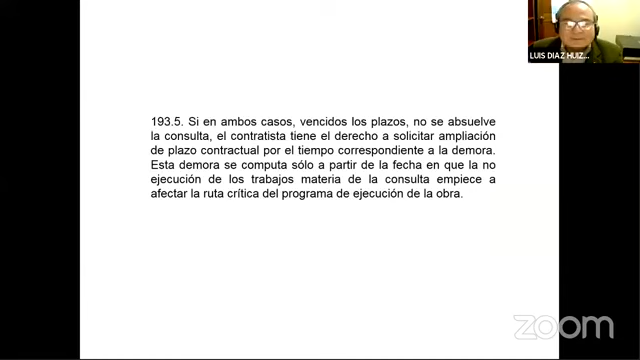 LUIS DIAZ HUIZ...
193.5. Si en ambos casos, vencidos los plazos, no se absuelve
la consulta, el contratista tiene el derecho a solicitar ampliación
de plazo contractual por el tiempo correspondiente a la demora.
Esta demora se computa sólo a partir de la fecha en que la no
ejecución de los trabajos materia de la consulta empiece a
afectar la ruta crítica del programa de ejecución de la obra.
zoom